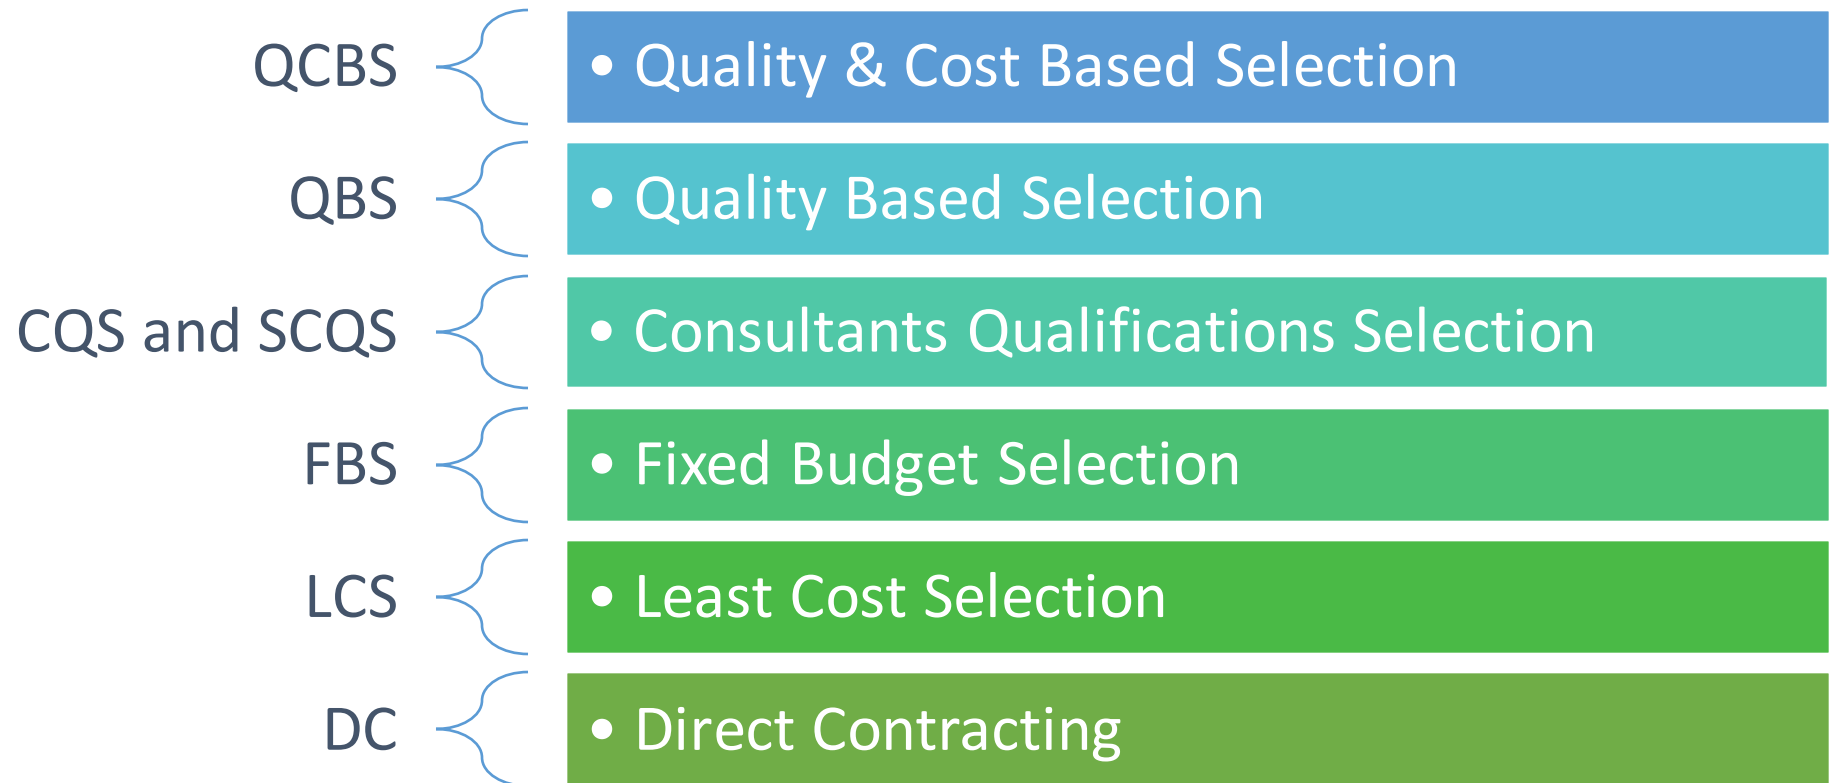 QCBS
• Quality & Cost Based Selection
QBS
• Quality Based Selection
CQS and SCQS
• Consultants Qualifications Selection
FBS
• Fixed Budget Selection
LCS
• Least Cost Selection
DC
• Direct Contracting